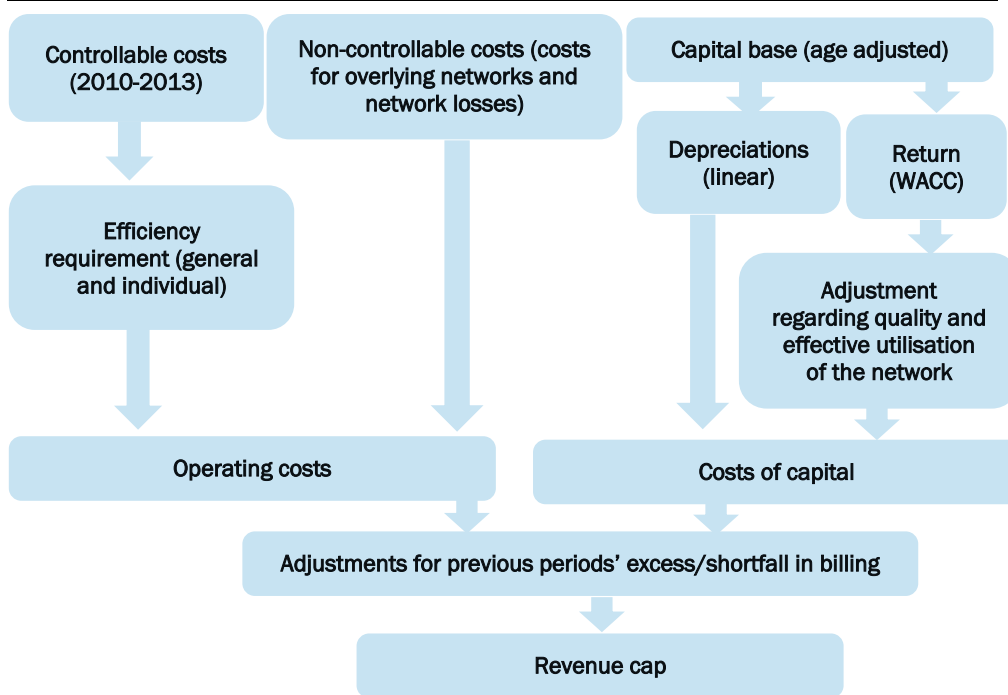 Controllable costs
(2010-2013)
Non-controllable costs (costs
for overlying networks and
network losses)
Capital base (age adjusted)
Depreciations
(linear)
Return
(WACC)
Efficiency
requirement (general
and individual)
Adjustment
regarding quality and
effective utilisation
of the network
Operating costs
Costs of capital
Adjustments for previous periods’ excess/shortfall in billing
Revenue cap